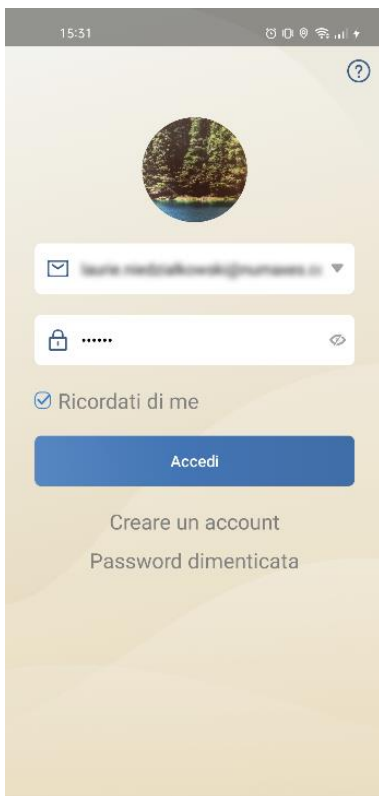 15:31
?
••••••
Ricordati di me
Accedi
Creare un account
Password dimenticata